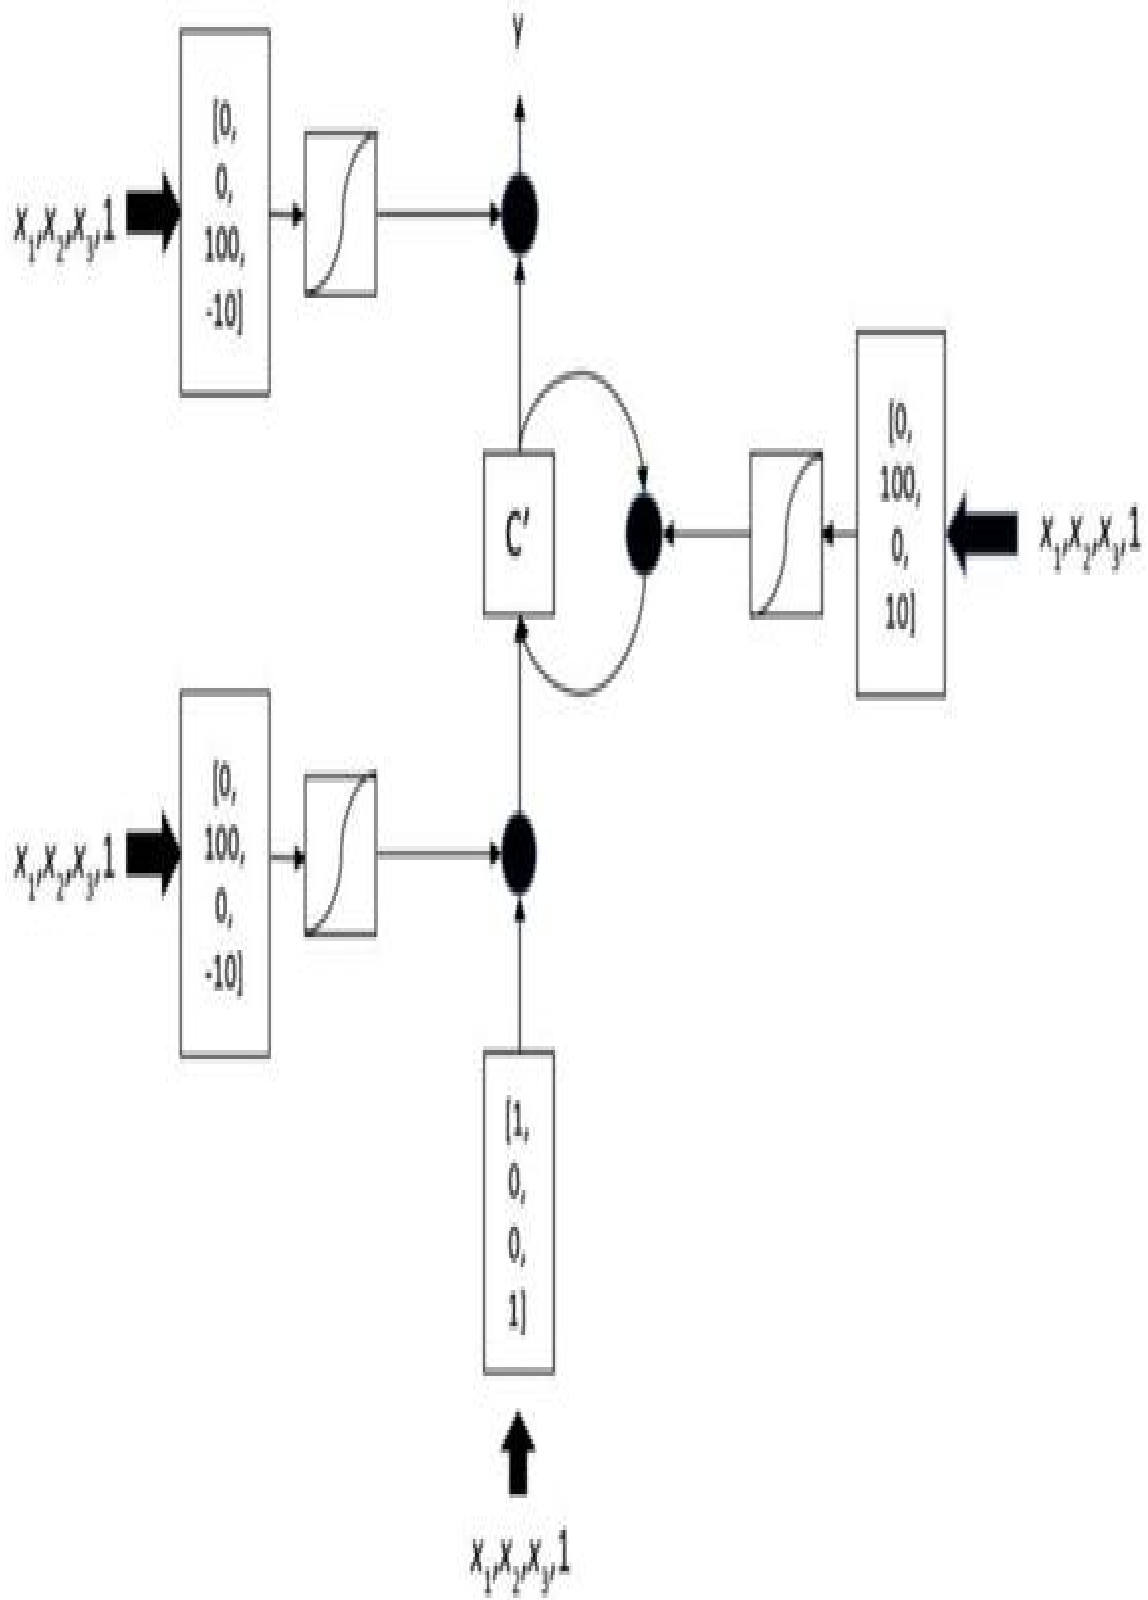 Y
[0,
0,
100,
-10]
x₁,x₂,x₃,1
[0,
100,
0,
10]
x₁,x₂,x₃,1
C′
[0,
100,
0,
-10]
x₁,x₂,x₃,1
[1,
0,
0,
1]
x₁,x₂,x₃,1